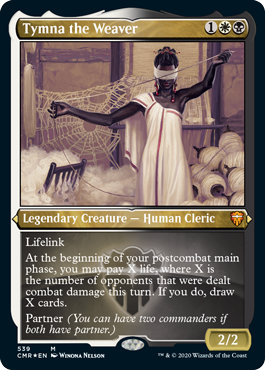 Tymna the Weaver 1
Legendary Creature — Human Cleric
Lifelink
At the beginning of your postcombat main
phase, you may pay X life, where X is
the number of opponents that were dealt
combat damage this turn. If you do, draw
X cards.
Partner (You can have two commanders if
both have partner.)
2/2
539 M
CMR EN WINONA NELSON ™ & © 2020 Wizards of the Coast